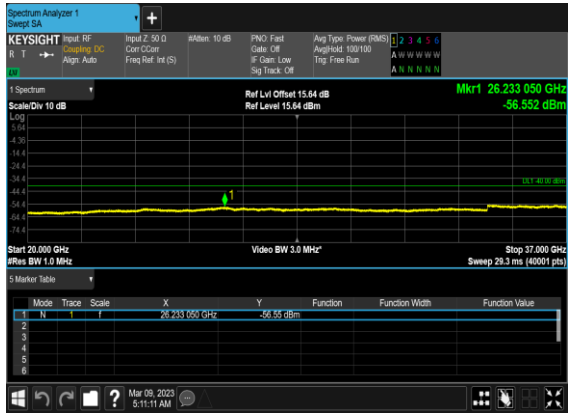 Spectrum Analyzer 1
Swept SA
+
KEYSIGHT Input: RF Input Z: 50 Ω #Atten: 10 dB PNO: Fast Avg Type: Power (RMS) 1 2 3 4 5 6
R T Coupling: DC Corr CCorr Gate: Off Avg|Hold: 100/100 A W W W W W
Align: Auto Freq Ref: Int (S) IF Gain: Low Trig: Free Run
LXI Sig Track: Off A N N N N N
1 Spectrum Ref Lvl Offset 15.64 dB Mkr1 26.233 050 GHz
Scale/Div 10 dB Ref Level 15.64 dBm -56.552 dBm
Log
5.64
-4.36
-14.4
-24.4
-34.4
DL1 -40.00 dBm
-44.4
1
-54.4
-64.4
-74.4
Start 20.000 GHz Video BW 3.0 MHz* Stop 37.000 GHz
#Res BW 1.0 MHz Sweep 29.3 ms (40001 pts)
5 Marker Table
Mode Trace Scale X Y Function Function Width Function Value
1 N 1 f 26.233 050 GHz -56.55 dBm
2
3
4
5
6
? Mar 09, 2023
5:11:11 AM